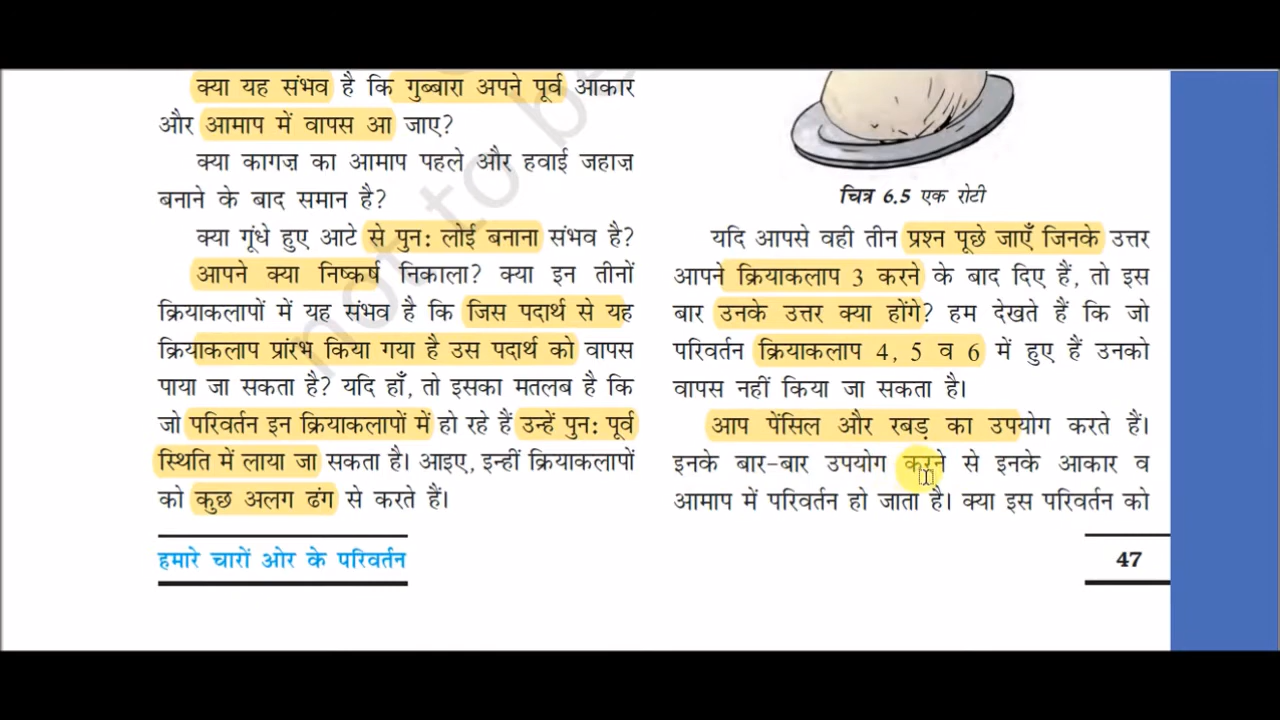 क्या यह संभव है कि गुब्बारा अपने पूर्व आकार
और आमाप में वापस आ जाए?
क्या कागज़ का आमाप पहले और हवाई जहाज़
बनाने के बाद समान है?
क्या गूंधे हुए आटे से पुन: लोई बनाना संभव है?
आपने क्या निष्कर्ष निकाला? क्या इन तीनों
क्रियाकलापों में यह संभव है कि जिस पदार्थ से यह
क्रियाकलाप प्रांरभ किया गया है उस पदार्थ को वापस
पाया जा सकता है? यदि हाँ, तो इसका मतलब है कि
जो परिवर्तन इन क्रियाकलापों में हो रहे हैं उन्हें पुन: पूर्व
स्थिति में लाया जा सकता है। आइए, इन्हीं क्रियाकलापों
को कुछ अलग ढंग से करते हैं।
हमारे चारों ओर के परिवर्तन
चित्र 6.5 एक रोटी
यदि आपसे वही तीन प्रश्न पूछे जाएँ जिनके उत्तर
आपने क्रियाकलाप 3 करने के बाद दिए हैं, तो इस
बार उनके उत्तर क्या होंगे? हम देखते हैं कि जो
परिवर्तन क्रियाकलाप 4, 5 व 6 में हुए हैं उनको
वापस नहीं किया जा सकता है।
आप पेंसिल और रबड़ का उपयोग करते हैं।
इनके बार-बार उपयोग करने से इनके आकार व
आमाप में परिवर्तन हो जाता है। क्या इस परिवर्तन को
47
not to be